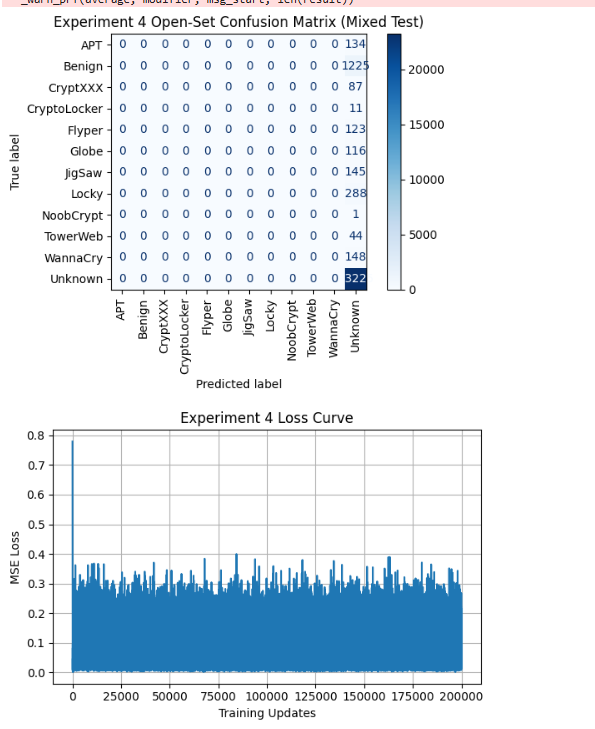 _warn_prf(average, modifier, msg_start, len(result))
Experiment 4 Open-Set Confusion Matrix (Mixed Test)
APT 0 0 0 0 0 0 0 0 0 0 0 134
Benign 0 0 0 0 0 0 0 0 0 0 0 1225
CryptXXX 0 0 0 0 0 0 0 0 0 0 0 87
CryptoLocker 0 0 0 0 0 0 0 0 0 0 0 11
Flyper 0 0 0 0 0 0 0 0 0 0 0 123
Globe 0 0 0 0 0 0 0 0 0 0 0 116
JigSaw 0 0 0 0 0 0 0 0 0 0 0 145
Locky 0 0 0 0 0 0 0 0 0 0 0 288
NoobCrypt 0 0 0 0 0 0 0 0 0 0 0 1
TowerWeb 0 0 0 0 0 0 0 0 0 0 0 44
WannaCry 0 0 0 0 0 0 0 0 0 0 0 148
Unknown 0 0 0 0 0 0 0 0 0 0 0 322
True label
APT
Benign
CryptXXX
CryptoLocker
Flyper
Globe
JigSaw
Locky
NoobCrypt
TowerWeb
WannaCry
Unknown
Predicted label
20000
15000
10000
5000
0
Experiment 4 Loss Curve
MSE Loss
0.8
0.7
0.6
0.5
0.4
0.3
0.2
0.1
0.0
0 25000 50000 75000 100000 125000 150000 175000 200000
Training Updates